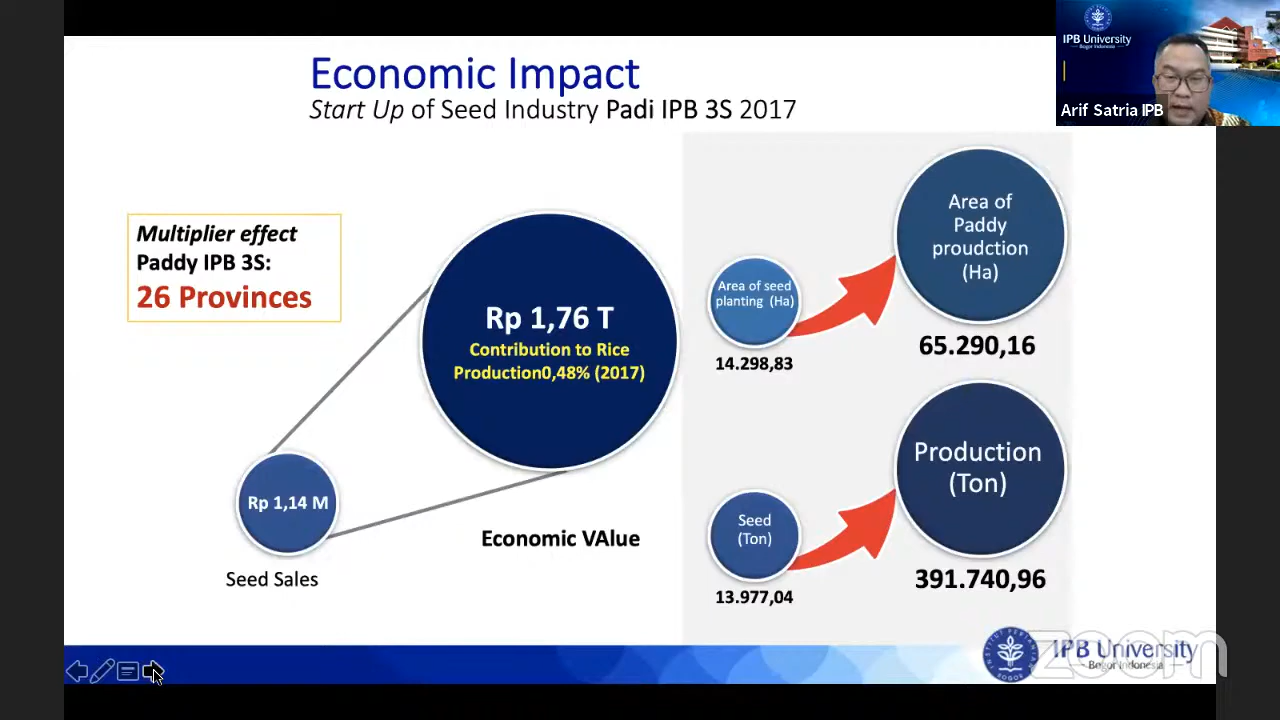 Economic Impact
Start Up of Seed Industry Padi IPB 3S 2017
Multiplier effect
Paddy IPB 3S:
26 Provinces
Rp 1,76 T
Contribution to Rice
Production0,48% (2017)
Rp 1,14 M
Seed Sales
Economic VAlue
Area of seed
planting (Ha)
14.298,83
Area of
Paddy
proudction
(Ha)
65.290,16
Seed
(Ton)
13.977,04
Production
(Ton)
391.740,96
IPB University
Bogor Indonesia
zoom
IPB University
Bogor Indonesia
Arif Satria IPB